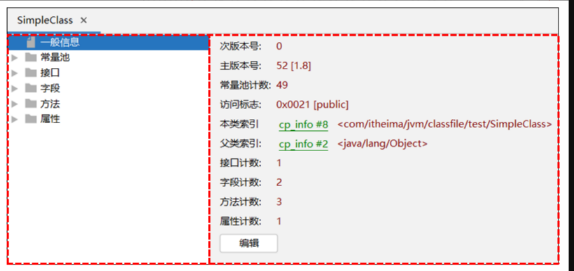 SimpleClass ×
一般信息
常量池
接口
字段
方法
属性
次版本号: 0
主版本号: 52 [1.8]
常量池计数: 49
访问标志: 0x0021 [public]
本类索引 cp_info #8 <com/itheima/jvm/classfile/test/SimpleClass>
父类索引: cp_info #2 <java/lang/Object>
接口计数: 1
字段计数: 2
方法计数: 3
属性计数: 1
编辑